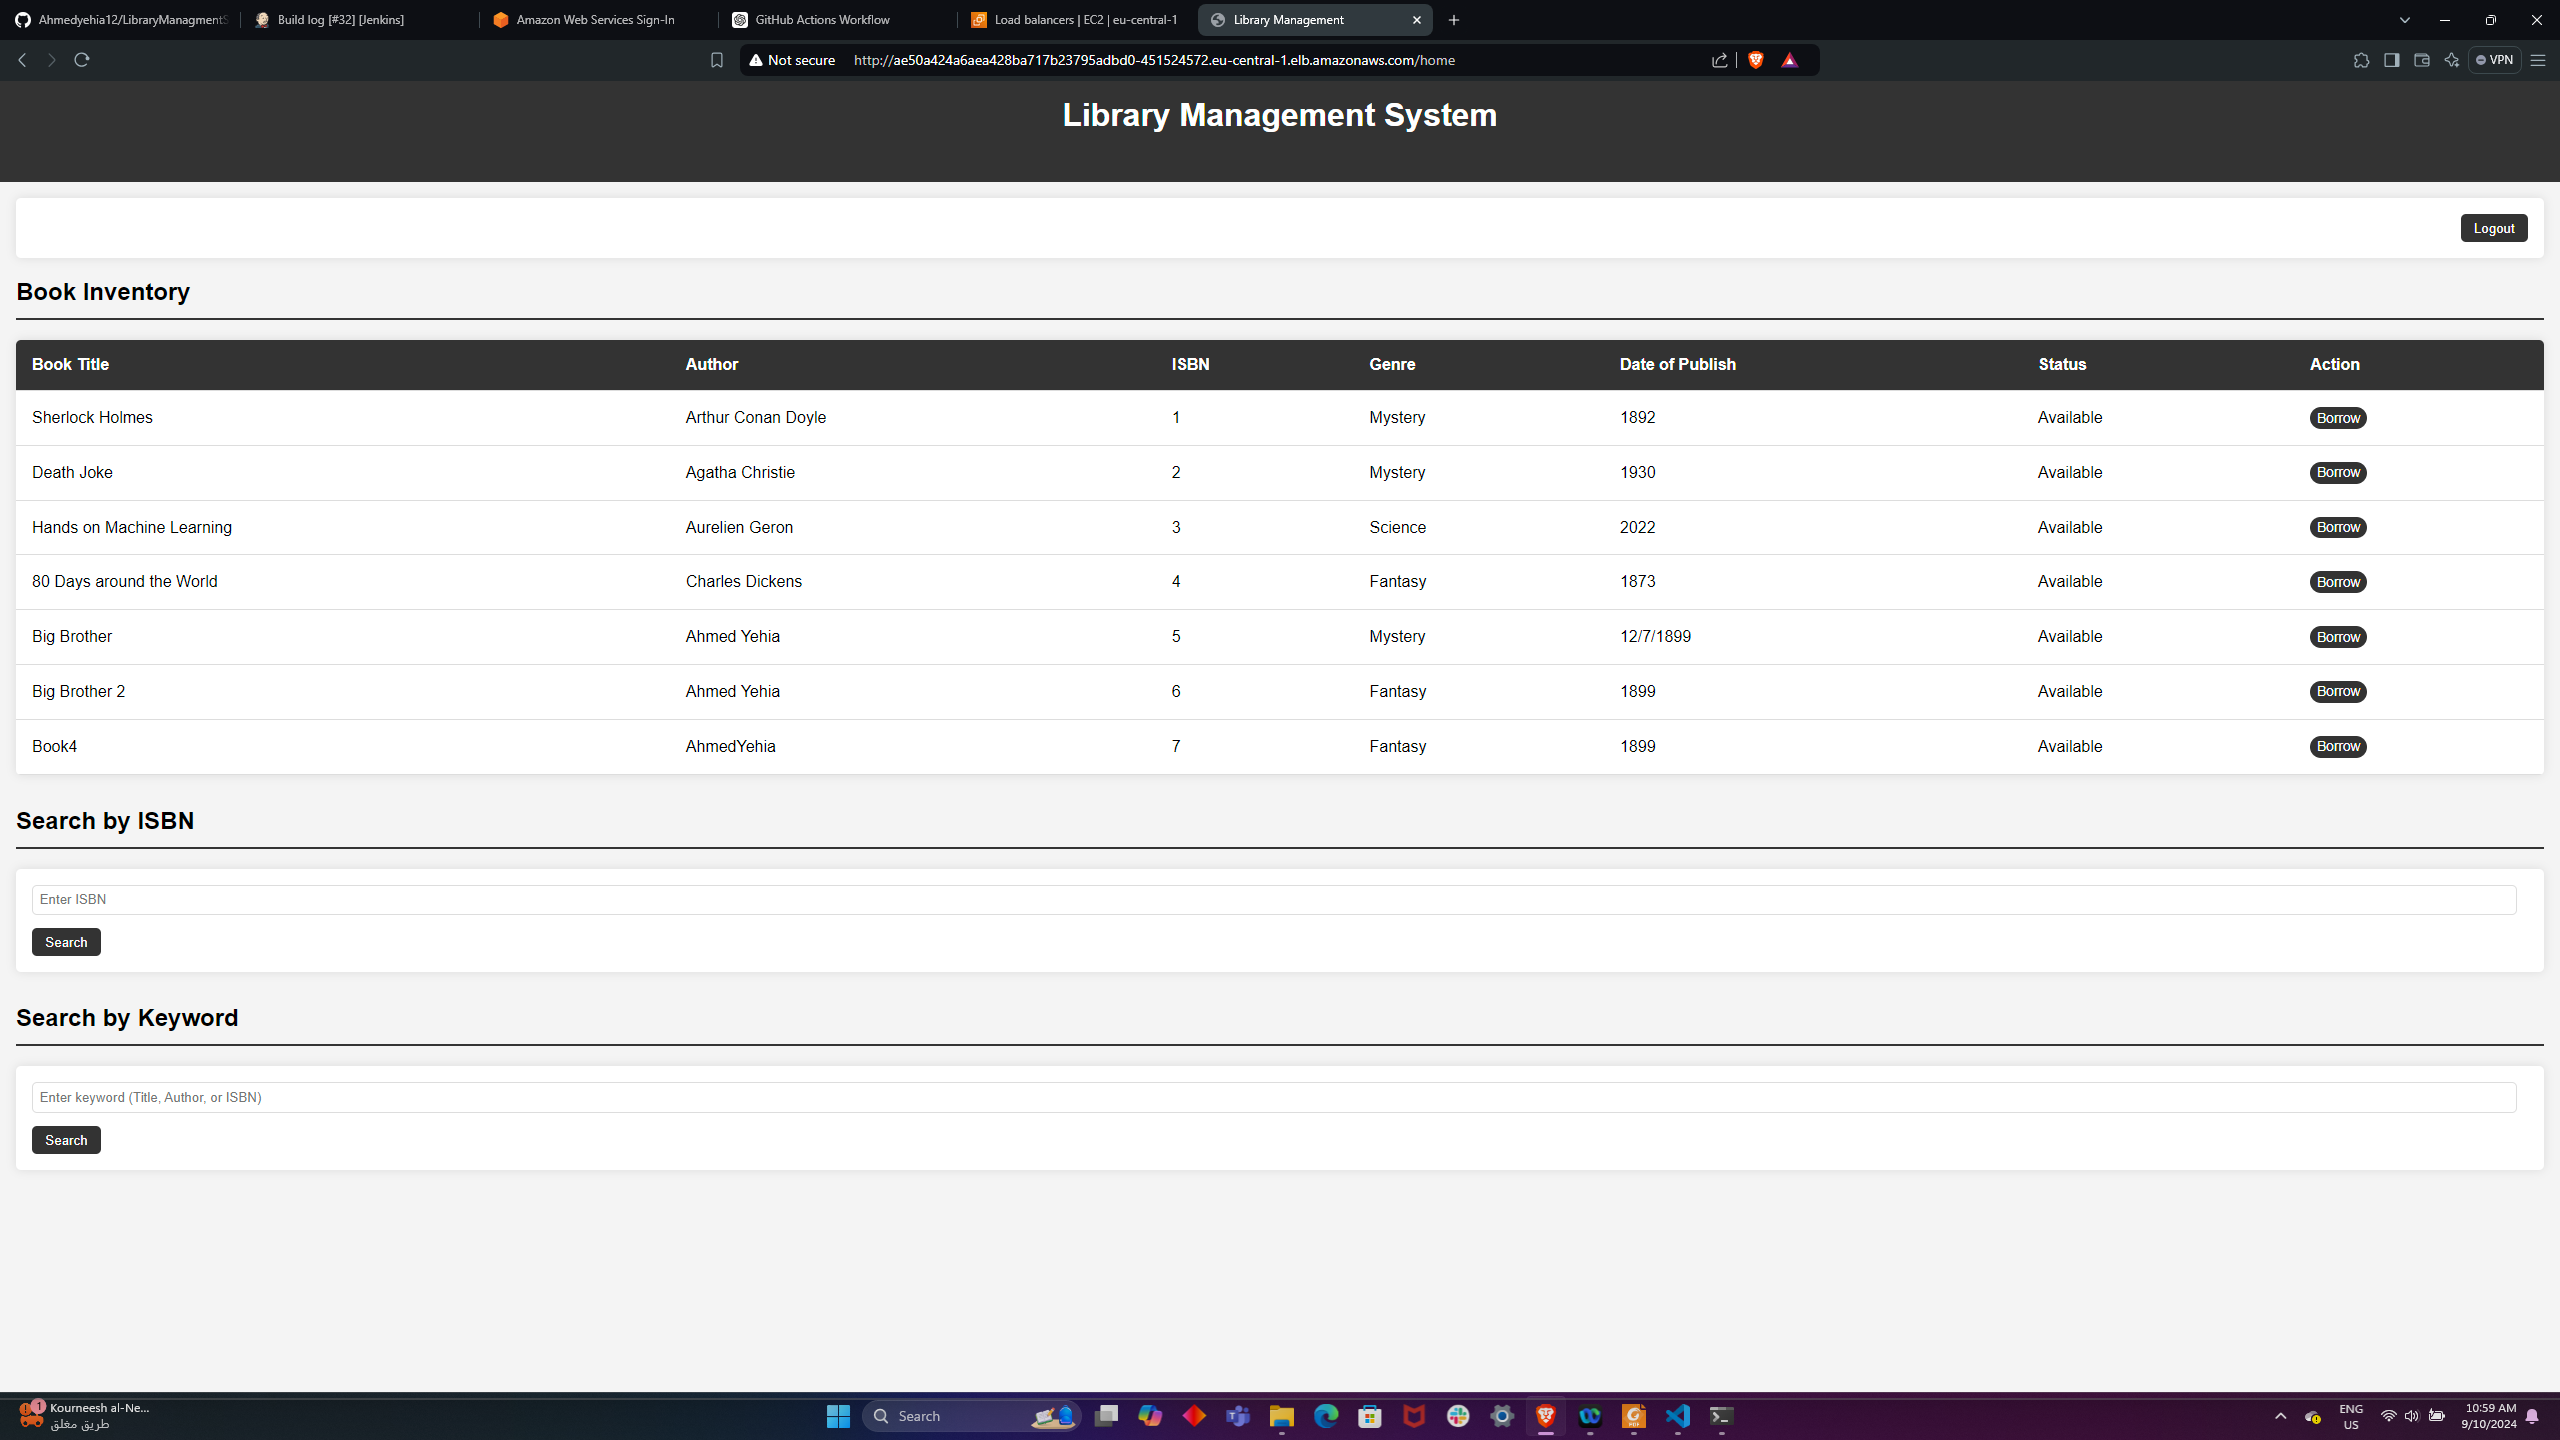 Ahmedyehia12/LibraryManagmentS
Build log [#32] [Jenkins]
Amazon Web Services Sign-In
GitHub Actions Workflow
Load balancers | EC2 | eu-central-1
Library Management
Not secure http://ae50a424a6aea428ba717b23795adbd0-451524572.eu-central-1.elb.amazonaws.com/home
VPN
Library Management System
Logout
Book Inventory
Book Title Author ISBN Genre Date of Publish Status Action
Sherlock Holmes Arthur Conan Doyle 1 Mystery 1892 Available Borrow
Death Joke Agatha Christie 2 Mystery 1930 Available Borrow
Hands on Machine Learning Aurelien Geron 3 Science 2022 Available Borrow
80 Days around the World Charles Dickens 4 Fantasy 1873 Available Borrow
Big Brother Ahmed Yehia 5 Mystery 12/7/1899 Available Borrow
Big Brother 2 Ahmed Yehia 6 Fantasy 1899 Available Borrow
Book4 AhmedYehia 7 Fantasy 1899 Available Borrow
Search by ISBN
Enter ISBN
Search
Search by Keyword
Enter keyword (Title, Author, or ISBN)
Search
1
Kourneesh al-Ne...
طريق مغلق
Search
ENG
US
10:59 AM
9/10/2024